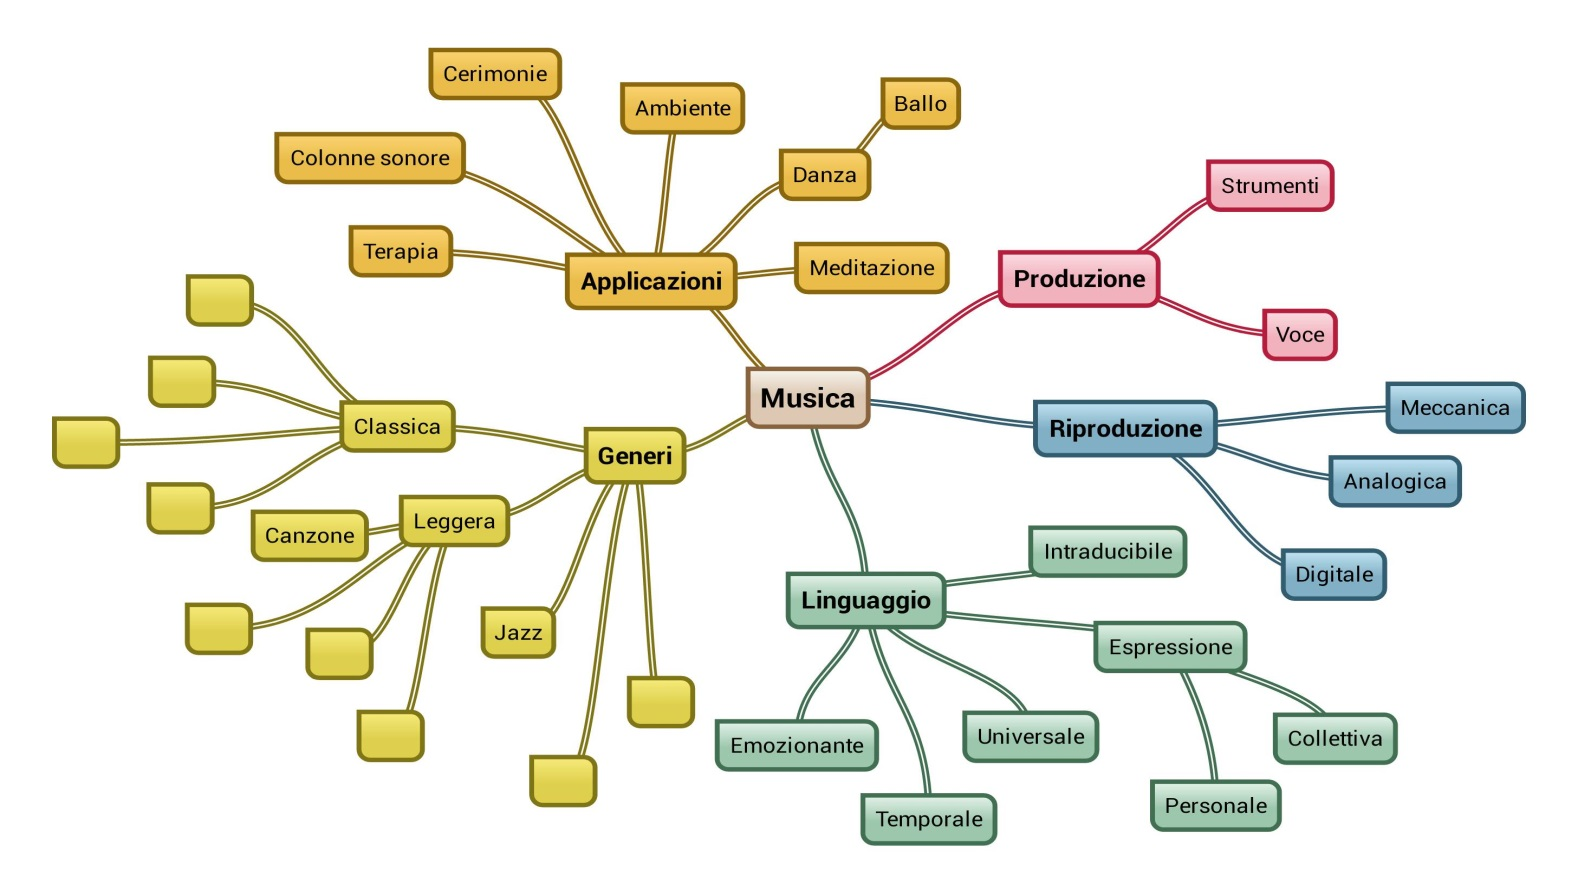 Cerimonie
Ambiente
Ballo
Colonne sonore
Danza
Strumenti
Terapia
Meditazione
Applicazioni
Produzione
Voce
Musica
Meccanica
Classica
Riproduzione
Generi
Analogica
Leggera
Canzone
Intraducibile
Digitale
Linguaggio
Jazz
Espressione
Emozionante
Universale
Collettiva
Personale
Temporale